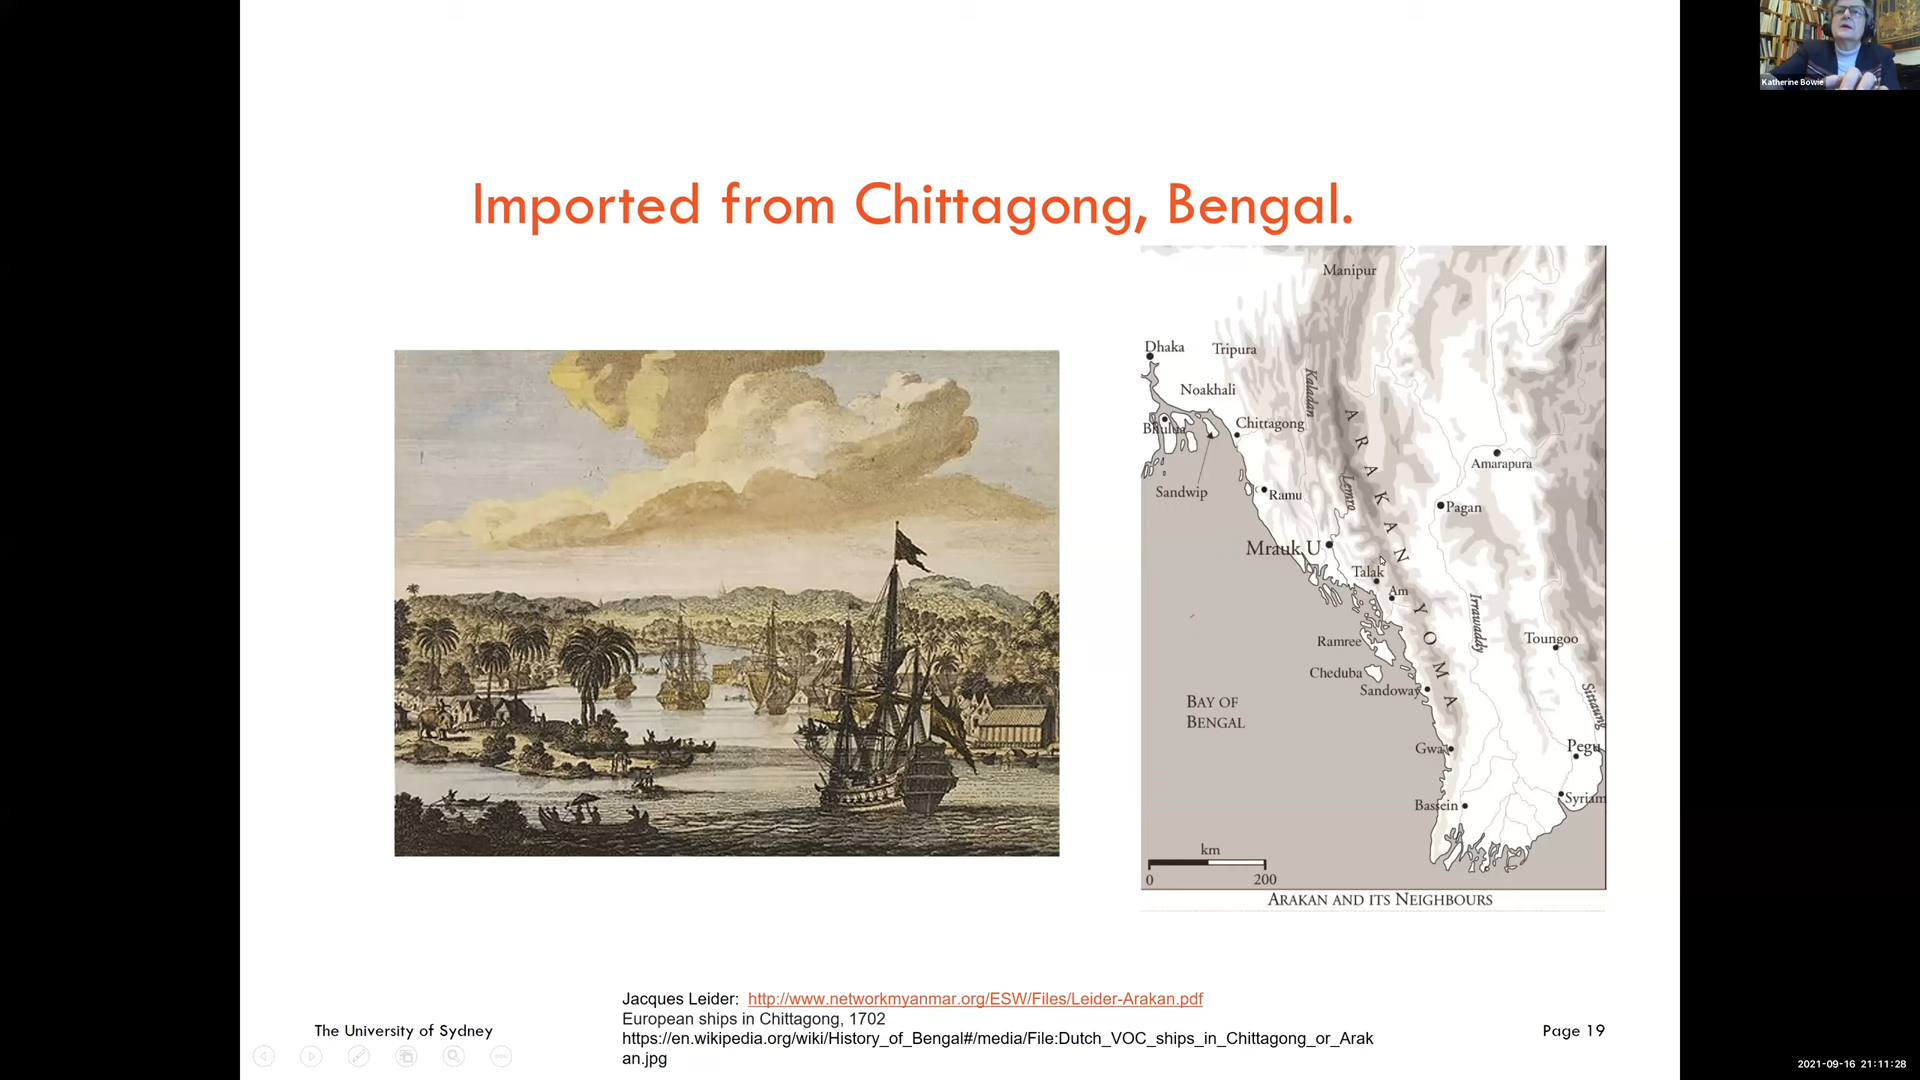 Katherine Bowie
Imported from Chittagong, Bengal.
Manipur
Dhaka
Tripura
Noakhali
Kaladan
Bhulua
Chittagong
ARAKAN YOMA
Amarapura
Sandwip
Ramu
Lemro
Pagan
Mrauk U
Talak
Am
Irrawaddy
Ramree
Toungoo
Cheduba
Sandoway
Sittaung
BAY OF
BENGAL
Gwa
Pegu
Bassein
Syriam
km
0 200
ARAKAN AND ITS NEIGHBOURS
Jacques Leider: http://www.networkmyanmar.org/ESW/Files/Leider-Arakan.pdf
European ships in Chittagong, 1702
https://en.wikipedia.org/wiki/History_of_Bengal#/media/File:Dutch_VOC_ships_in_Chittagong_or_Arak
an.jpg
The University of Sydney
Page 19
2021-09-16 21:11:28